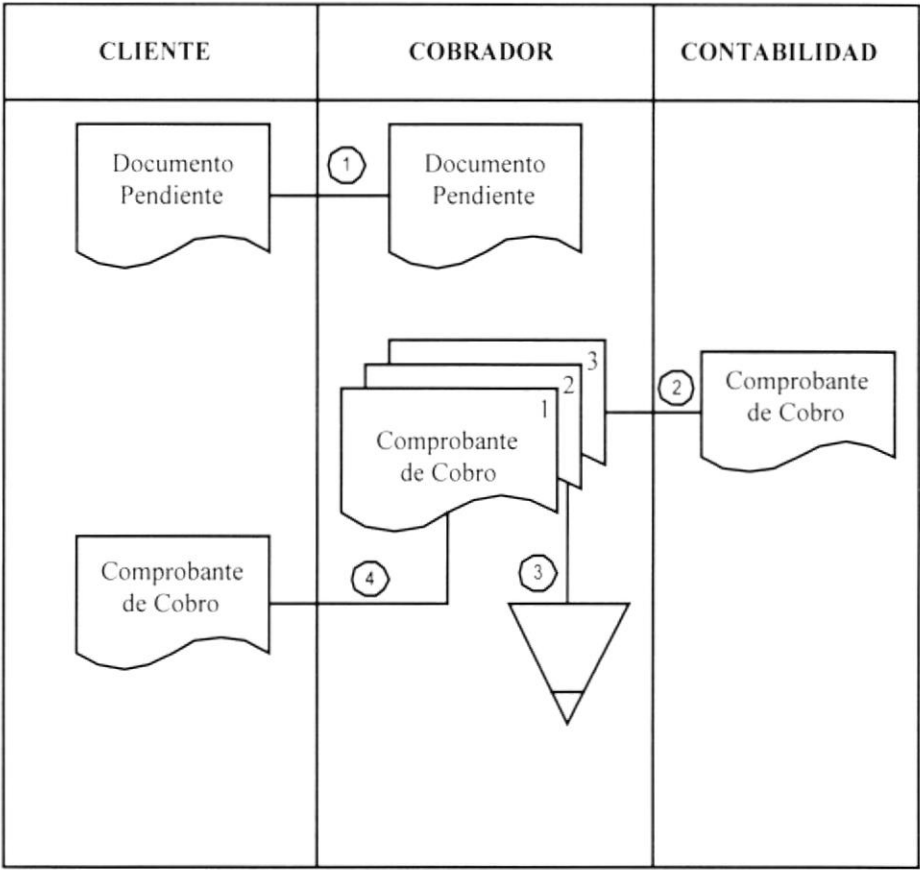 CLIENTE
COBRADOR
CONTABILIDAD
Documento
Pendiente
1
Documento
Pendiente
3
2
1
Comprobante
de Cobro
2
Comprobante
de Cobro
Comprobante
de Cobro
4
3